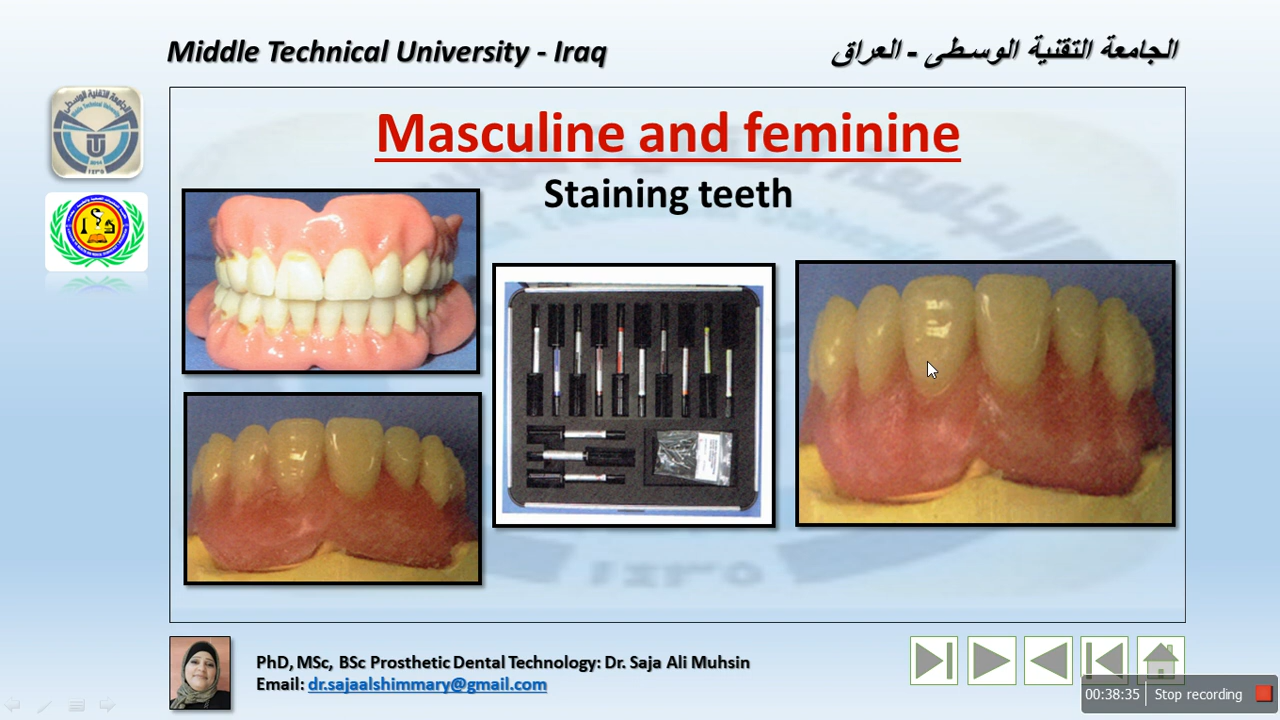 Middle Technical University - Iraq
الجامعة التقنية الوسطى - العراق
Masculine and feminine
Staining teeth
PhD, MSc, BSc Prosthetic Dental Technology: Dr. Saja Ali Muhsin
Email: dr.sajaalshimmary@gmail.com
00:38:35
Stop recording